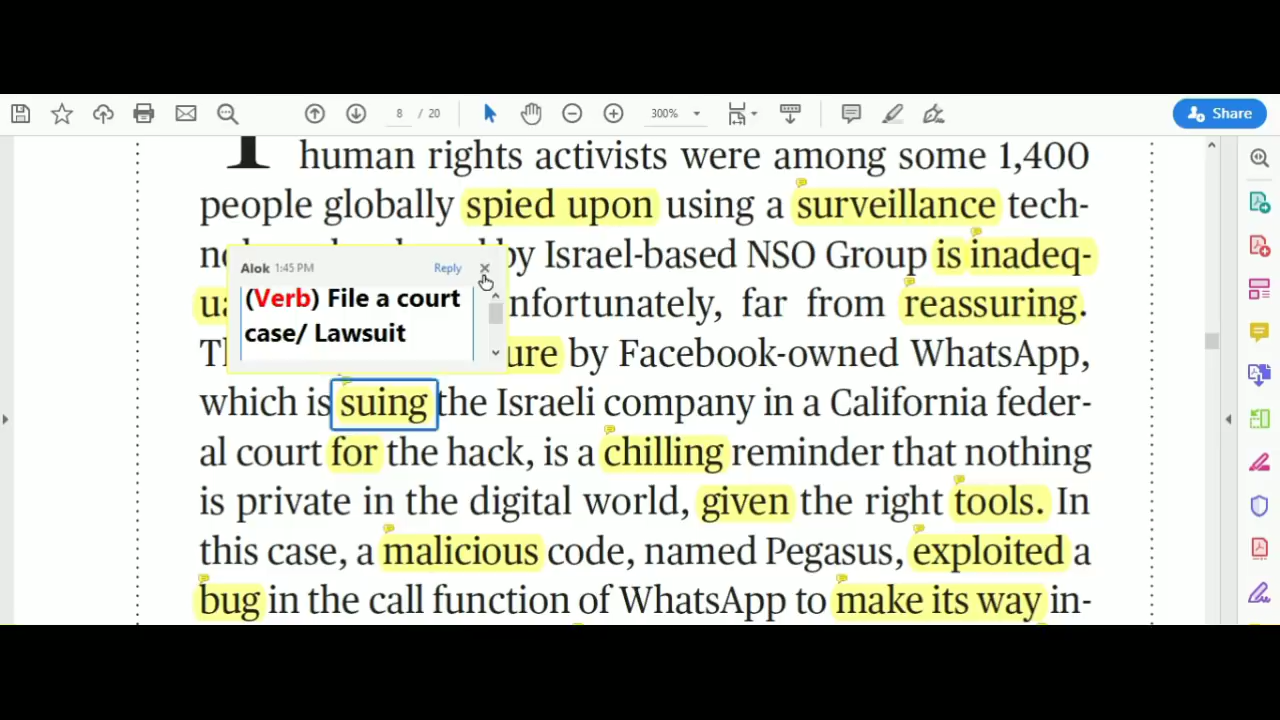 8 / 20
300%
Share
human rights activists were among some 1,400
people globally spied upon using a surveillance tech-
by Israel-based NSO Group is inadeq-
Alok 1:45 PM Reply
(Verb) File a court
case/ Lawsuit
unfortunately, far from reassuring.
by Facebook-owned WhatsApp,
which is suing the Israeli company in a California feder-
al court for the hack, is a chilling reminder that nothing
is private in the digital world, given the right tools. In
this case, a malicious code, named Pegasus, exploited a
bug in the call function of WhatsApp to make its way in-